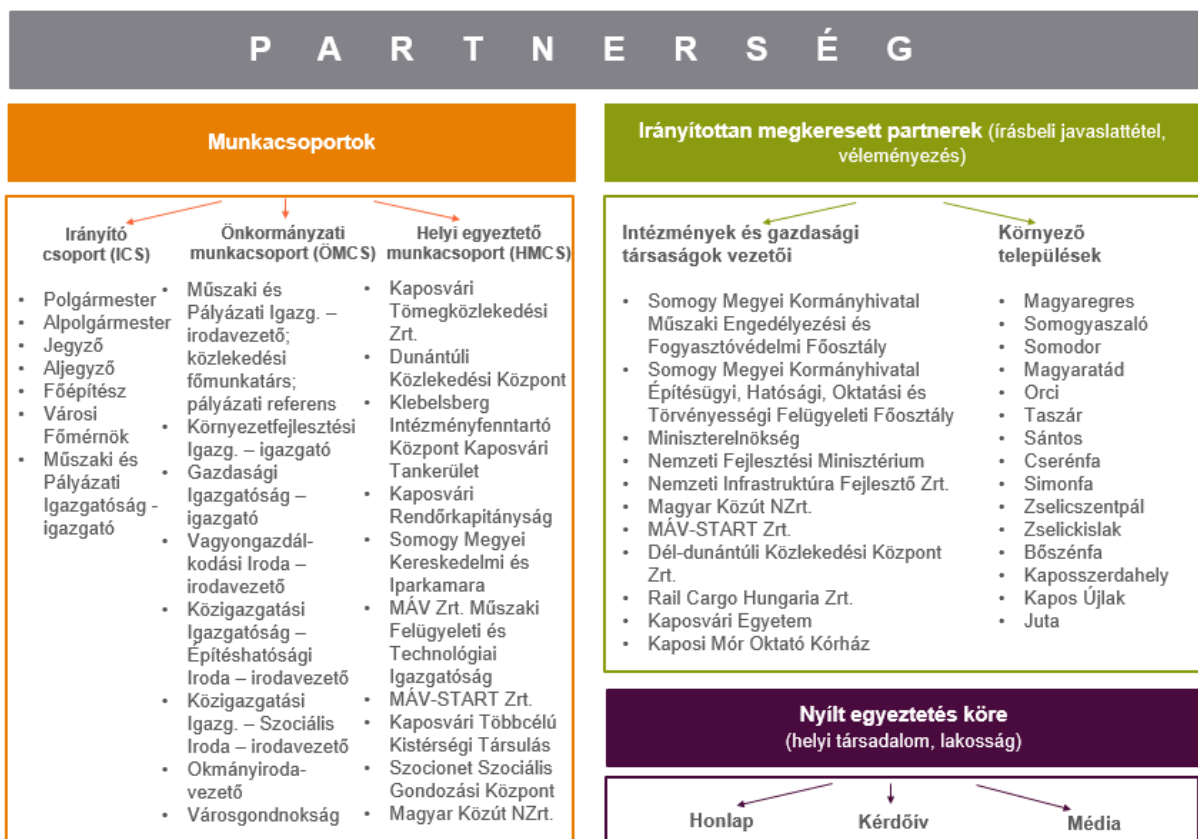 P A R T N E R S É G
Munkacsoportok
Irányító
csoport (ICS)
• Polgármester
• Alpolgármester
• Jegyző
• Aljegyző
• Főépítész
• Városi
Főmérnök
• Műszaki és
Pályázati
Igazgatóság -
igazgató
Önkormányzati
munkacsoport (ÖMCS)
• Műszaki és
Pályázati Igazg. –
irodavezető;
közlekedési
főmunkatárs;
pályázati referens
• Környezetfejlesztési
Igazg. – igazgató
• Gazdasági
Igazgatóság –
igazgató
• Vagyongazdál-
kodási Iroda –
irodavezető
• Közigazgatási
Igazgatóság –
Építéshatósági
Iroda – irodavezető
• Közigazgatási
Igazg. – Szociális
Iroda – irodavezető
• Okmányiroda-
vezető
• Városgondnokság
Helyi egyeztető
munkacsoport (HMCS)
• Kaposvári
Tömegközlekedési
Zrt.
• Dunántúli
Közlekedési Központ
• Klebelsberg
Intézményfenntartó
Központ Kaposvári
Tankerület
• Kaposvári
Rendőrkapitányság
• Somogy Megyei
Kereskedelmi és
Iparkamara
• MÁV Zrt. Műszaki
Felügyeleti és
Technológiai
Igazgatóság
• MÁV-START Zrt.
• Kaposvári Többcélú
Kistérségi Társulás
• Szocionet Szociális
Gondozási Központ
• Magyar Közút NZrt.
Irányítottan megkeresett partnerek (írásbeli javaslattétel,
véleményezés)
Intézmények és gazdasági
társaságok vezetői
• Somogy Megyei Kormányhivatal
Műszaki Engedélyezési és
Fogyasztóvédelmi Főosztály
• Somogy Megyei Kormányhivatal
Építésügyi, Hatósági, Oktatási és
Törvényességi Felügyeleti Főosztály
• Miniszterelnökség
• Nemzeti Fejlesztési Minisztérium
• Nemzeti Infrastruktúra Fejlesztő Zrt.
• Magyar Közút NZrt.
• MÁV-START Zrt.
• Dél-dunántúli Közlekedési Központ
Zrt.
• Rail Cargo Hungaria Zrt.
• Kaposvári Egyetem
• Kaposi Mór Oktató Kórház
Környező
települések
• Magyaregres
• Somogyaszaló
• Somodor
• Magyaratád
• Orci
• Taszár
• Sántos
• Cserénfa
• Simonfa
• Zselicszentpál
• Zselickislak
• Bőszénfa
• Kaposszerdahely
• Kapos Újlak
• Juta
Nyílt egyeztetés köre
(helyi társadalom, lakosság)
Honlap
Kérdőív
Média